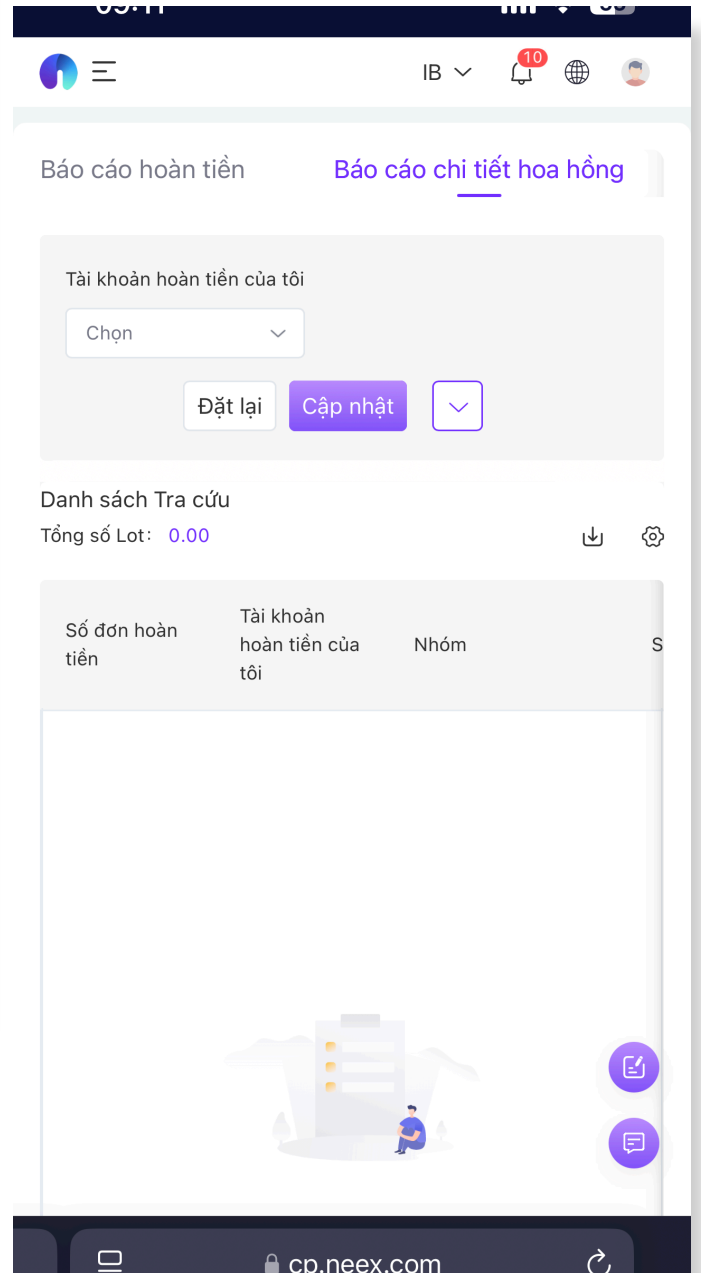 IB
10
Báo cáo hoàn tiền
Báo cáo chi tiết hoa hồng
Tài khoản hoàn tiền của tôi
Chọn
Đặt lại
Cập nhật
Danh sách Tra cứu
Tổng số Lot: 0.00
Số đơn hoàn
tiền
Tài khoản
hoàn tiền của
tôi
Nhóm
S
cp.neex.com